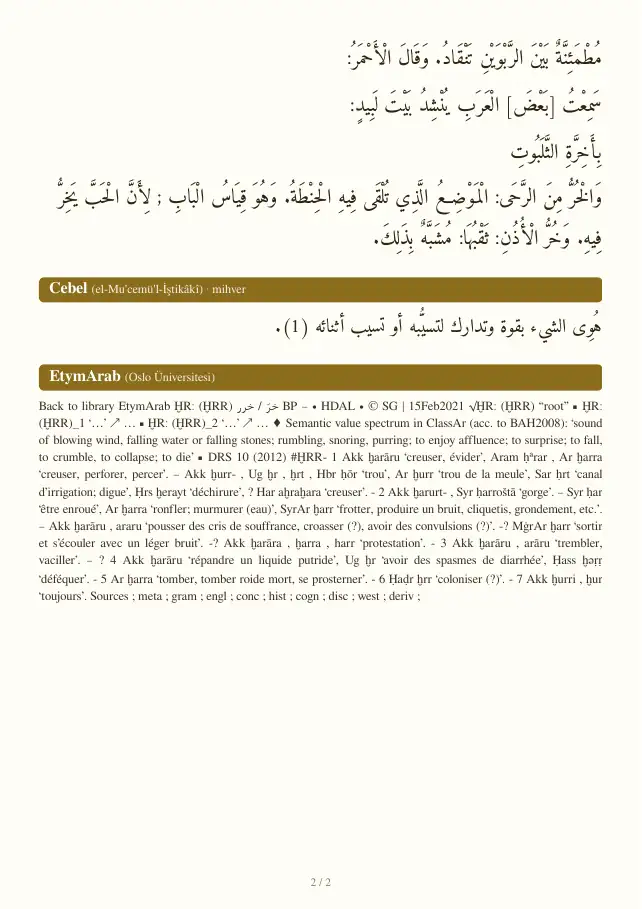 مُطْمَئِنَّةٌ بَيْنَ الرَّبْوَيْنِ تَنْقَادُ. وَقَالَ الْأَحْمَرُ:
سَمِعْتُ [بَعْضَ] الْعَرَبِ يُنْشِدُ بَيْتَ لَبِيدٍ:
بِأَخِرَّةِ الثَّلَبُوتِ
وَالْخُرُّ مِنَ الرَّحَى: الْمَوْضِعُ الَّذِي تُلْقَى فِيهِ الْحِنْطَةُ. وَهُوَ قِيَاسُ الْبَابِ ; لِأَنَّ الْحَبَّ يَخِرُّ
فِيهِ. وَخُرُّ الْأُذُنِ: ثَقْبُهَا: مُشَبَّهٌ بِذَلِكَ.
Cebel (el-Mu'cemü'l-İştikâkî) · mihver
هُوِى الشيء بقوة وتدارك لتسيُّبه أو تسيب أثنائه (1).
EtymArab (Oslo Üniversitesi)
Back to library EtymArab ḪR: (ḪRR) خرّ / خرر BP – • HDAL • © SG | 15Feb2021 √ḪR: (ḪRR) “root” ▪ ḪR:
(ḪRR)_1 ‘…’ ↗ … ▪ ḪR: (ḪRR)_2 ‘…’ ↗ … ♦ Semantic value spectrum in ClassAr (acc. to BAH2008): ‘sound
of blowing wind, falling water or falling stones; rumbling, snoring, purring; to enjoy affluence; to surprise; to fall,
to crumble, to collapse; to die’ ▪ DRS 10 (2012) #ḪRR- 1 Akk ḫarāru ‘creuser, évider’, Aram ḥᵃrar , Ar ḫarra
‘creuser, perforer, percer’. – Akk ḫurr- , Ug ḫr , ḫrt , Hbr ḥōr ‘trou’, Ar ḫurr ‘trou de la meule’, Sar ḫrt ‘canal
d’irrigation; digue’, Ḥrs ḫerayt ‘déchirure’, ? Har aḫraḫara ‘creuser’. - 2 Akk ḫarurt- , Syr ḥarroštā ‘gorge’. – Syr ḥar
‘être enroué’, Ar ḫarra ‘ronfler; murmurer (eau)’, SyrAr ḫarr ‘frotter, produire un bruit, cliquetis, grondement, etc.’.
– Akk ḫarāru , araru ‘pousser des cris de souffrance, croasser (?), avoir des convulsions (?)’. -? MġrAr ḫarr ‘sortir
et s’écouler avec un léger bruit’. -? Akk ḫarāra , ḫarra , harr ‘protestation’. - 3 Akk ḫarāru , arāru ‘trembler,
vaciller’. – ? 4 Akk ḫarāru ‘répandre un liquide putride’, Ug ḫr ‘avoir des spasmes de diarrhée’, Ḥass ḫəṛṛ
‘déféquer’. - 5 Ar ḫarra ‘tomber, tomber roide mort, se prosterner’. - 6 Ḥaḍr ḫrr ‘coloniser (?)’. - 7 Akk ḫurri , ḫur
‘toujours’. Sources ; meta ; gram ; engl ; conc ; hist ; cogn ; disc ; west ; deriv ;
2 / 2